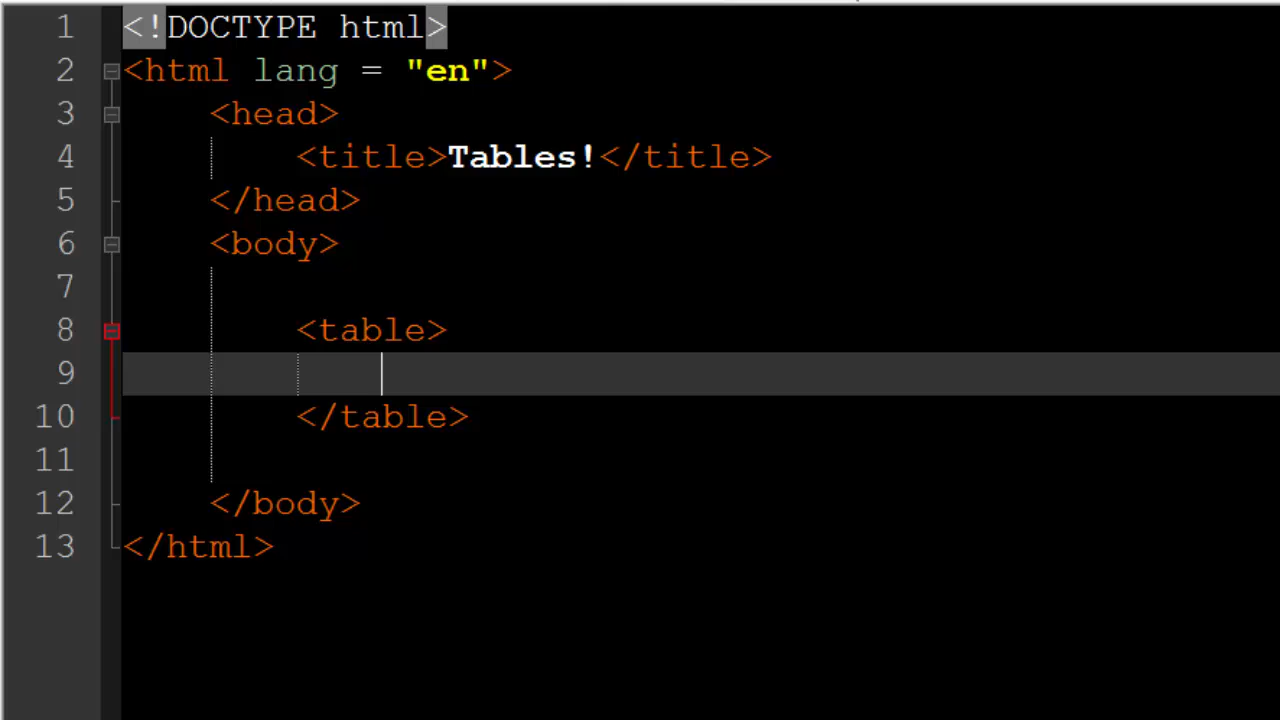 1 <!DOCTYPE html>
2 <html lang = "en">
3 <head>
4 <title>Tables!</title>
5 </head>
6 <body>
7
8 <table>
9
10 </table>
11
12 </body>
13 </html>